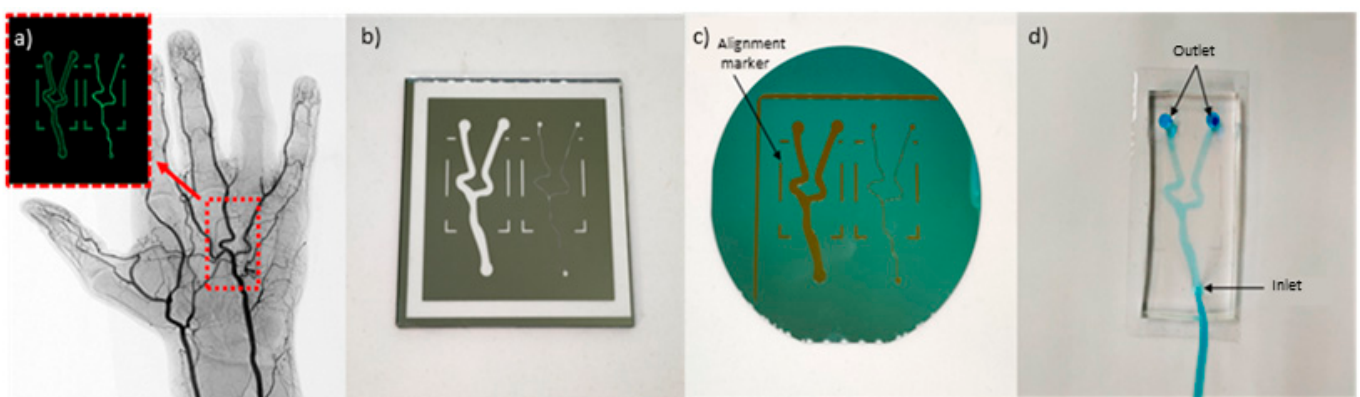 a)
b)
c)
Alignment
marker
d)
Outlet
Inlet